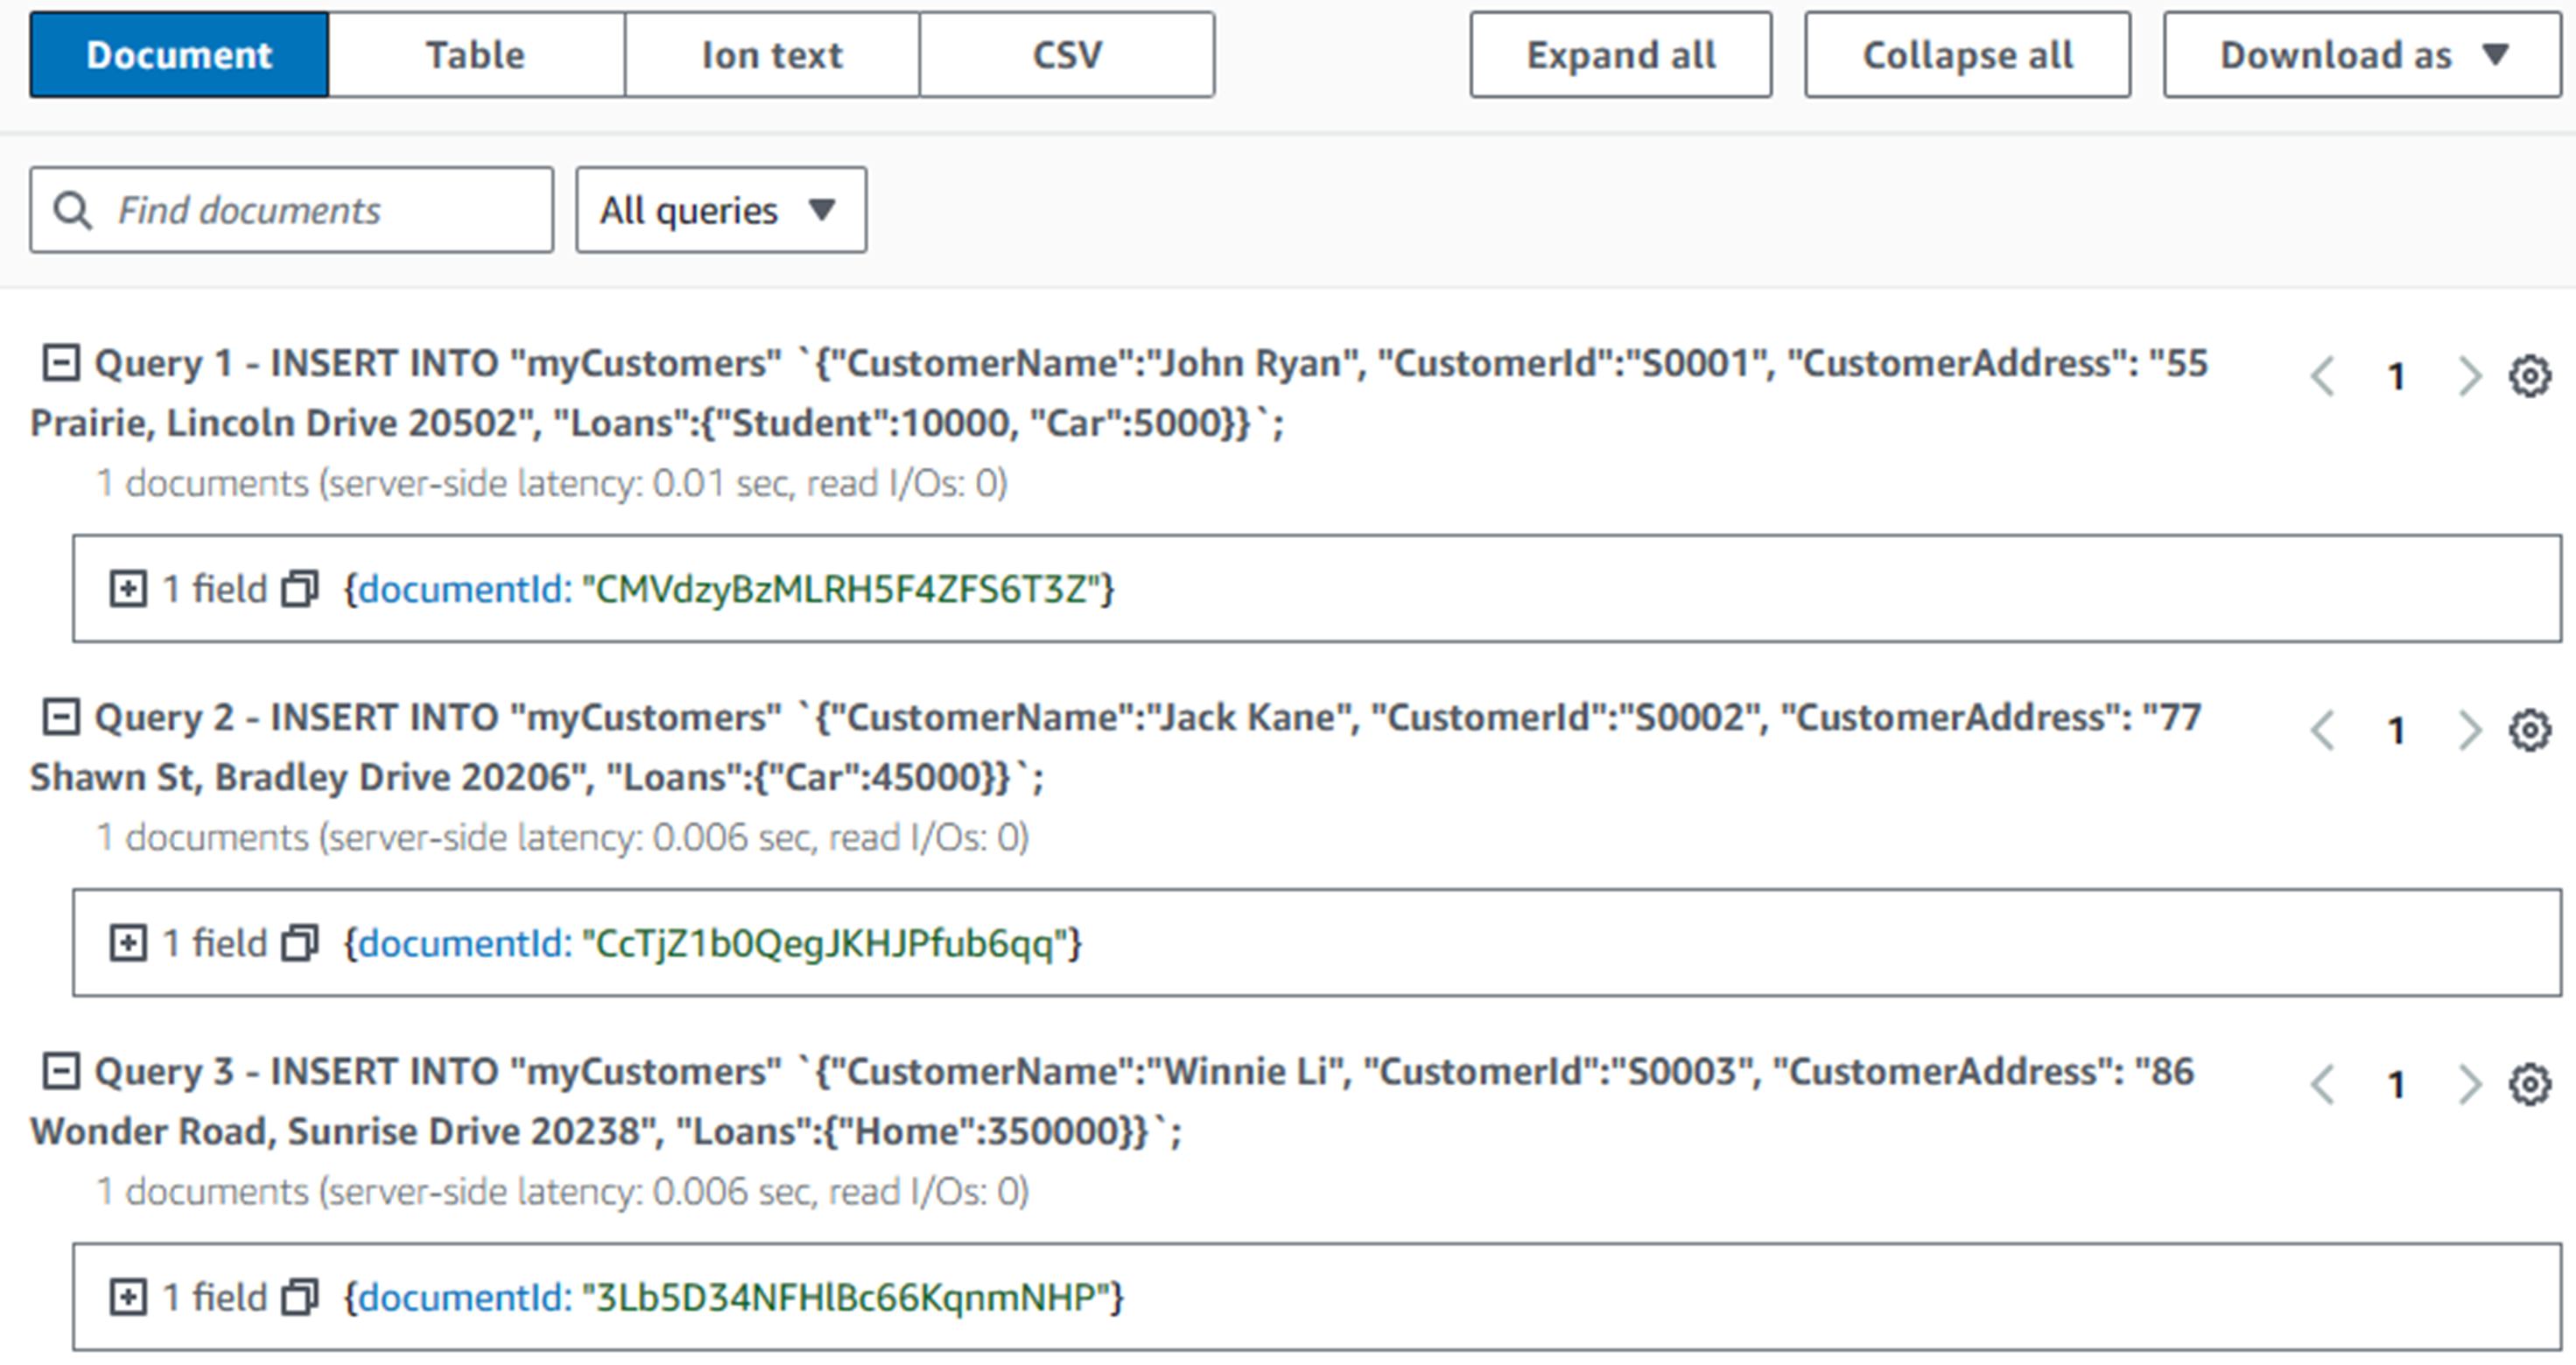 Document Table Ion text CSV Expand all Collapse all Download as
Find documents All queries
Query 1 - INSERT INTO "myCustomers" `{"CustomerName":"John Ryan", "CustomerId":"S0001", "CustomerAddress": "55
Prairie, Lincoln Drive 20502", "Loans":{"Student":10000, "Car":5000}}`;
1
1 documents (server-side latency: 0.01 sec, read I/Os: 0)
1 field {documentId: "CMVdzyBzMLRH5F4ZFS6T3Z"}
Query 2 - INSERT INTO "myCustomers" `{"CustomerName":"Jack Kane", "CustomerId":"S0002", "CustomerAddress": "77
Shawn St, Bradley Drive 20206", "Loans":{"Car":45000}}`;
1
1 documents (server-side latency: 0.006 sec, read I/Os: 0)
1 field {documentId: "CcTjZ1b0QegJKHJPfub6qq"}
Query 3 - INSERT INTO "myCustomers" `{"CustomerName":"Winnie Li", "CustomerId":"S0003", "CustomerAddress": "86
Wonder Road, Sunrise Drive 20238", "Loans":{"Home":350000}}`;
1
1 documents (server-side latency: 0.006 sec, read I/Os: 0)
1 field {documentId: "3Lb5D34NFHlBc66KqnmNHP"}